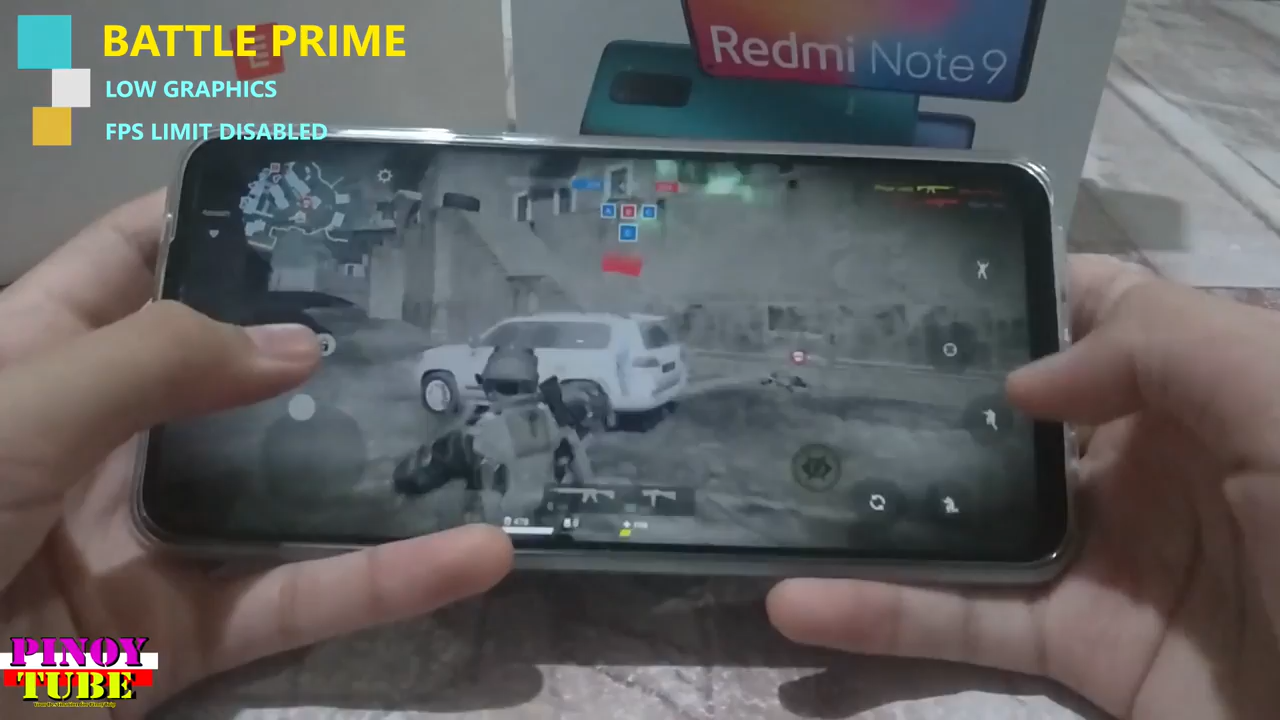 BATTLE PRIME
LOW GRAPHICS
FPS LIMIT DISABLED
Redmi Note 9
A
PINOY
TUBE